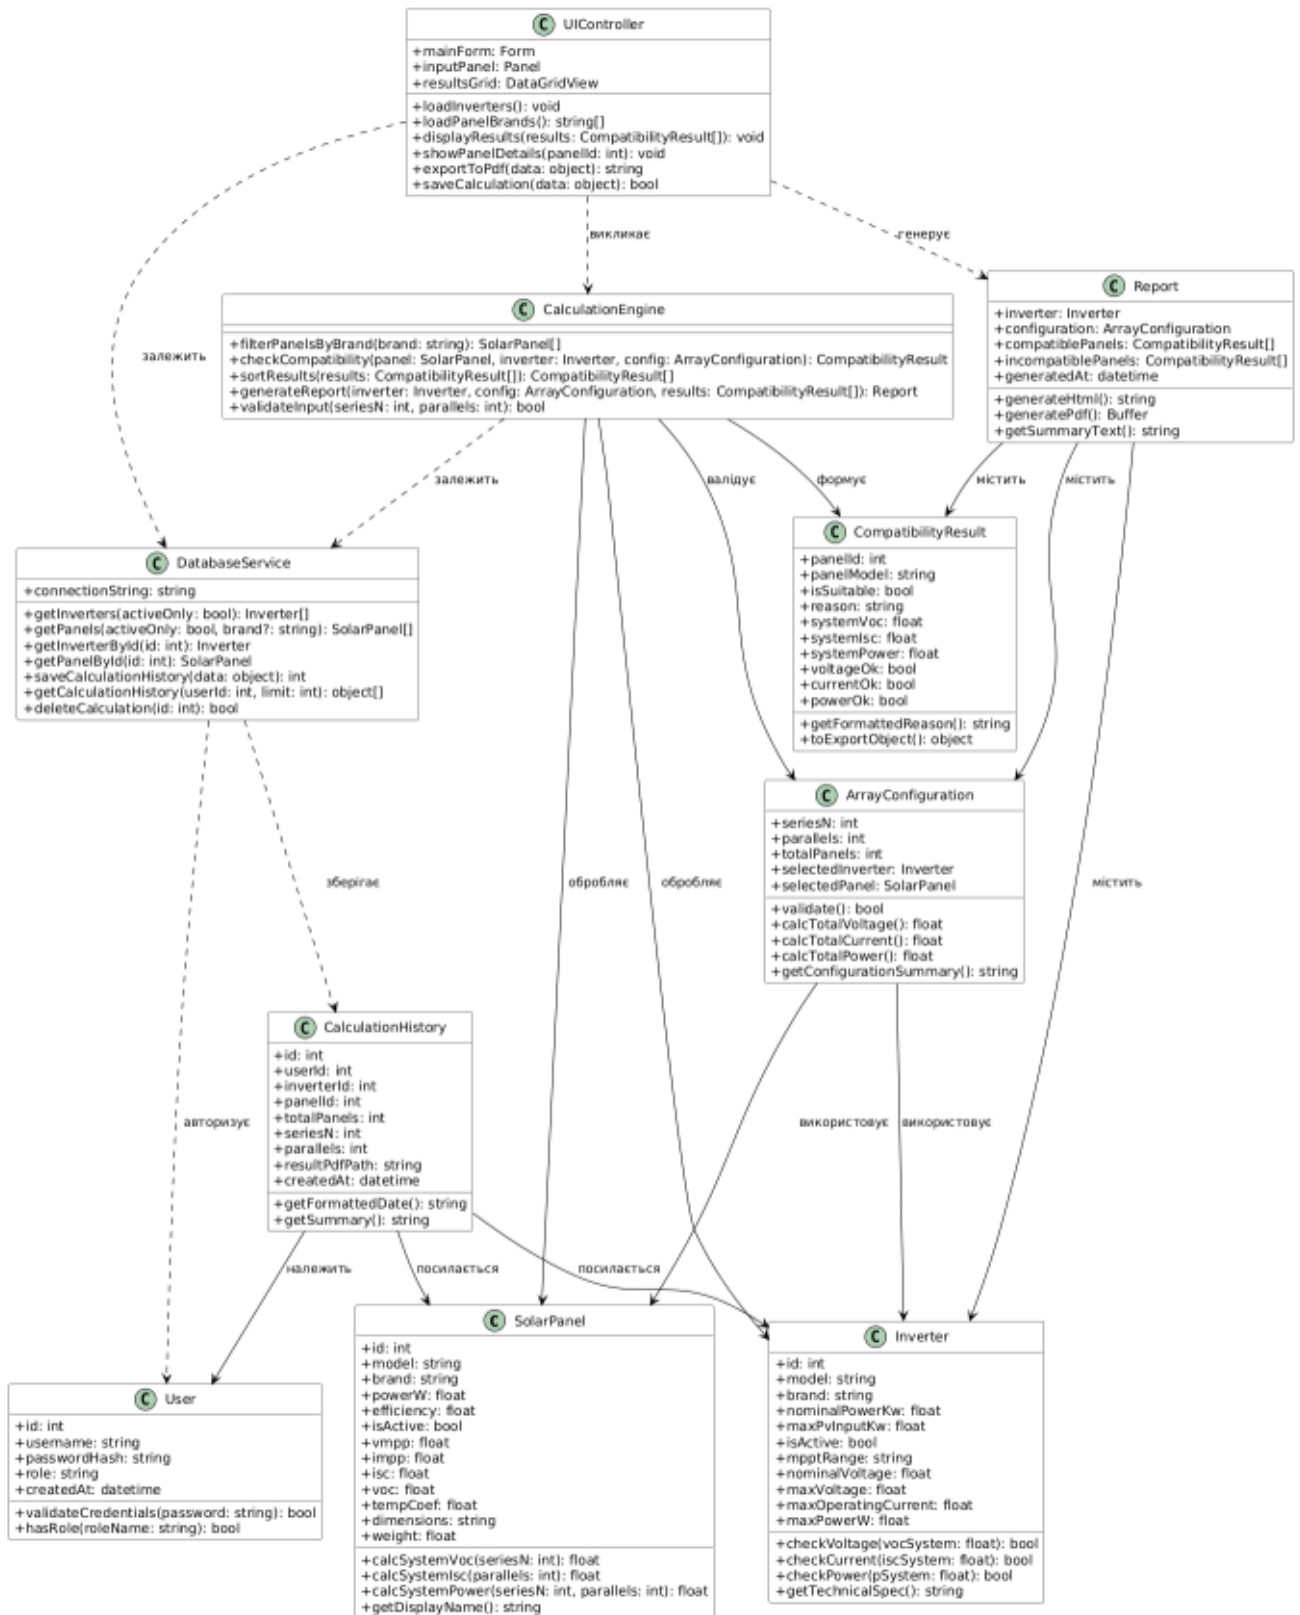 C UIController
+mainForm: Form
+inputPanel: Panel
+resultsGrid: DataGridView
+loadInverters(): void
+loadPanelBrands(): string[]
+displayResults(results: CompatibilityResult[]): void
+showPanelDetails(panelId: int): void
+exportToPdf(data: object): string
+saveCalculation(data: object): bool
викликає
генерує
залежить
C CalculationEngine
+filterPanelsByBrand(brand: string): SolarPanel[]
+checkCompatibility(panel: SolarPanel, inverter: Inverter, config: ArrayConfiguration): CompatibilityResult
+sortResults(results: CompatibilityResult[]): CompatibilityResult[]
+generateReport(inverter: Inverter, config: ArrayConfiguration, results: CompatibilityResult[]): Report
+validateInput(seriesN: int, parallels: int): bool
C Report
+inverter: Inverter
+configuration: ArrayConfiguration
+compatiblePanels: CompatibilityResult[]
+incompatiblePanels: CompatibilityResult[]
+generatedAt: datetime
+generateHtml(): string
+generatePdf(): Buffer
+getSummaryText(): string
залежить
валідує
формує
містить
містить
C DatabaseService
+connectionString: string
+getInverters(activeOnly: bool): Inverter[]
+getPanels(activeOnly: bool, brand?: string): SolarPanel[]
+getInverterById(id: int): Inverter
+getPanelById(id: int): SolarPanel
+saveCalculationHistory(data: object): int
+getCalculationHistory(userId: int, limit: int): object[]
+deleteCalculation(id: int): bool
C CompatibilityResult
+panelId: int
+panelModel: string
+isSuitable: bool
+reason: string
+systemVoc: float
+systemIsc: float
+systemPower: float
+voltageOk: bool
+currentOk: bool
+powerOk: bool
+getFormattedReason(): string
+toExportObject(): object
C ArrayConfiguration
+seriesN: int
+parallels: int
+totalPanels: int
+selectedInverter: Inverter
+selectedPanel: SolarPanel
+validate(): bool
+calcTotalVoltage(): float
+calcTotalCurrent(): float
+calcTotalPower(): float
+getConfigurationSummary(): string
зберігає
обробляє
обробляє
містить
C CalculationHistory
+id: int
+userId: int
+inverterId: int
+panelId: int
+totalPanels: int
+seriesN: int
+parallels: int
+resultPdfPath: string
+createdAt: datetime
+getFormattedDate(): string
+getSummary(): string
авторизує
використовує
використовує
належить
посилається
посилається
C User
+id: int
+username: string
+passwordHash: string
+role: string
+createdAt: datetime
+validateCredentials(password: string): bool
+hasRole(roleName: string): bool
C SolarPanel
+id: int
+model: string
+brand: string
+powerW: float
+efficiency: float
+isActive: bool
+vmpp: float
+impp: float
+isc: float
+voc: float
+tempCoef: float
+dimensions: string
+weight: float
+calcSystemVoc(seriesN: int): float
+calcSystemIsc(parallels: int): float
+calcSystemPower(seriesN: int, parallels: int): float
+getDisplayName(): string
C Inverter
+id: int
+model: string
+brand: string
+nominalPowerKw: float
+maxPvInputKw: float
+isActive: bool
+mpptRange: string
+nominalVoltage: float
+maxVoltage: float
+maxOperatingCurrent: float
+maxPowerW: float
+checkVoltage(vocSystem: float): bool
+checkCurrent(iscSystem: float): bool
+checkPower(pSystem: float): bool
+getTechnicalSpec(): string